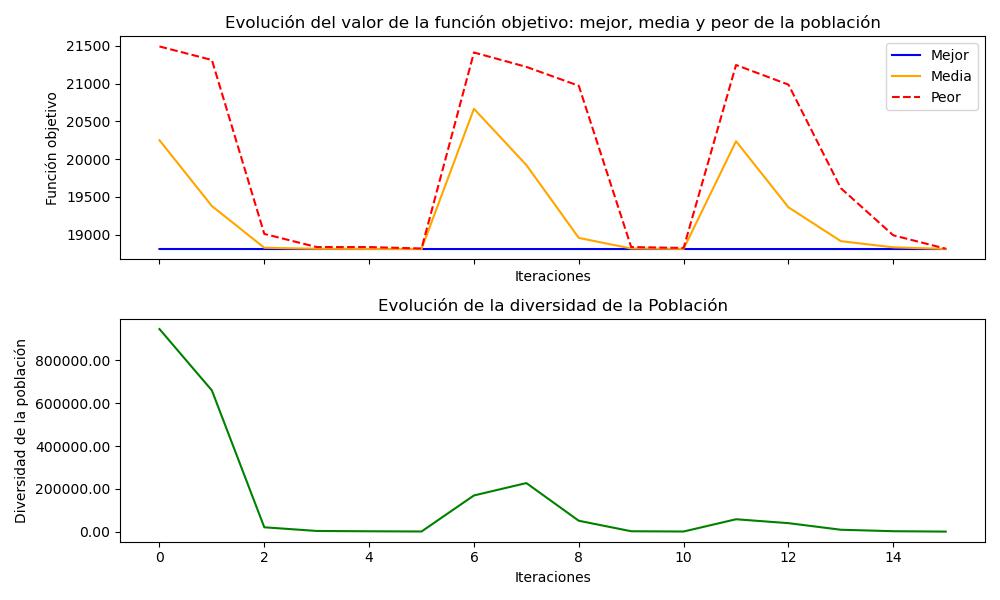 Evolución del valor de la función objetivo: mejor, media y peor de la población
21500
21000
20500
20000
19500
19000
Función objetivo
Mejor
Media
Peor
Iteraciones
Evolución de la diversidad de la Población
800000.00
600000.00
400000.00
200000.00
0.00
Diversidad de la población
0 2 4 6 8 10 12 14
Iteraciones